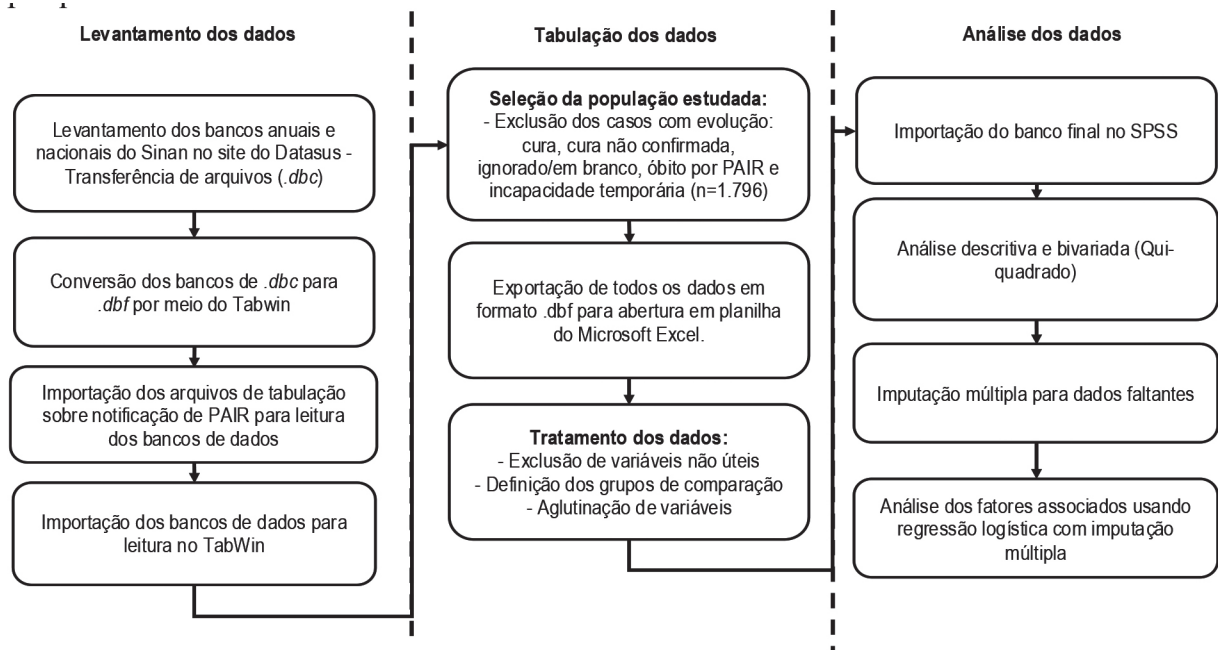 Levantamento dos dados
Levantamento dos bancos anuais e
nacionais do Sinan no site do Datasus -
Transferência de arquivos (.dbc)
Conversão dos bancos de .dbc para
.dbf por meio do Tabwin
Importação dos arquivos de tabulação
sobre notificação de PAIR para leitura
dos bancos de dados
Importação dos bancos de dados para
leitura no TabWin
Tabulação dos dados
Seleção da população estudada:
- Exclusão dos casos com evolução:
cura, cura não confirmada,
ignorado/em branco, óbito por PAIR e
incapacidade temporária (n=1.796)
Exportação de todos os dados em
formato .dbf para abertura em planilha
do Microsoft Excel.
Tratamento dos dados:
- Exclusão de variáveis não úteis
- Definição dos grupos de comparação
- Aglutinação de variáveis
Análise dos dados
Importação do banco final no SPSS
Análise descritiva e bivariada (Qui-
quadrado)
Imputação múltipla para dados faltantes
Análise dos fatores associados usando
regressão logística com imputação
múltipla